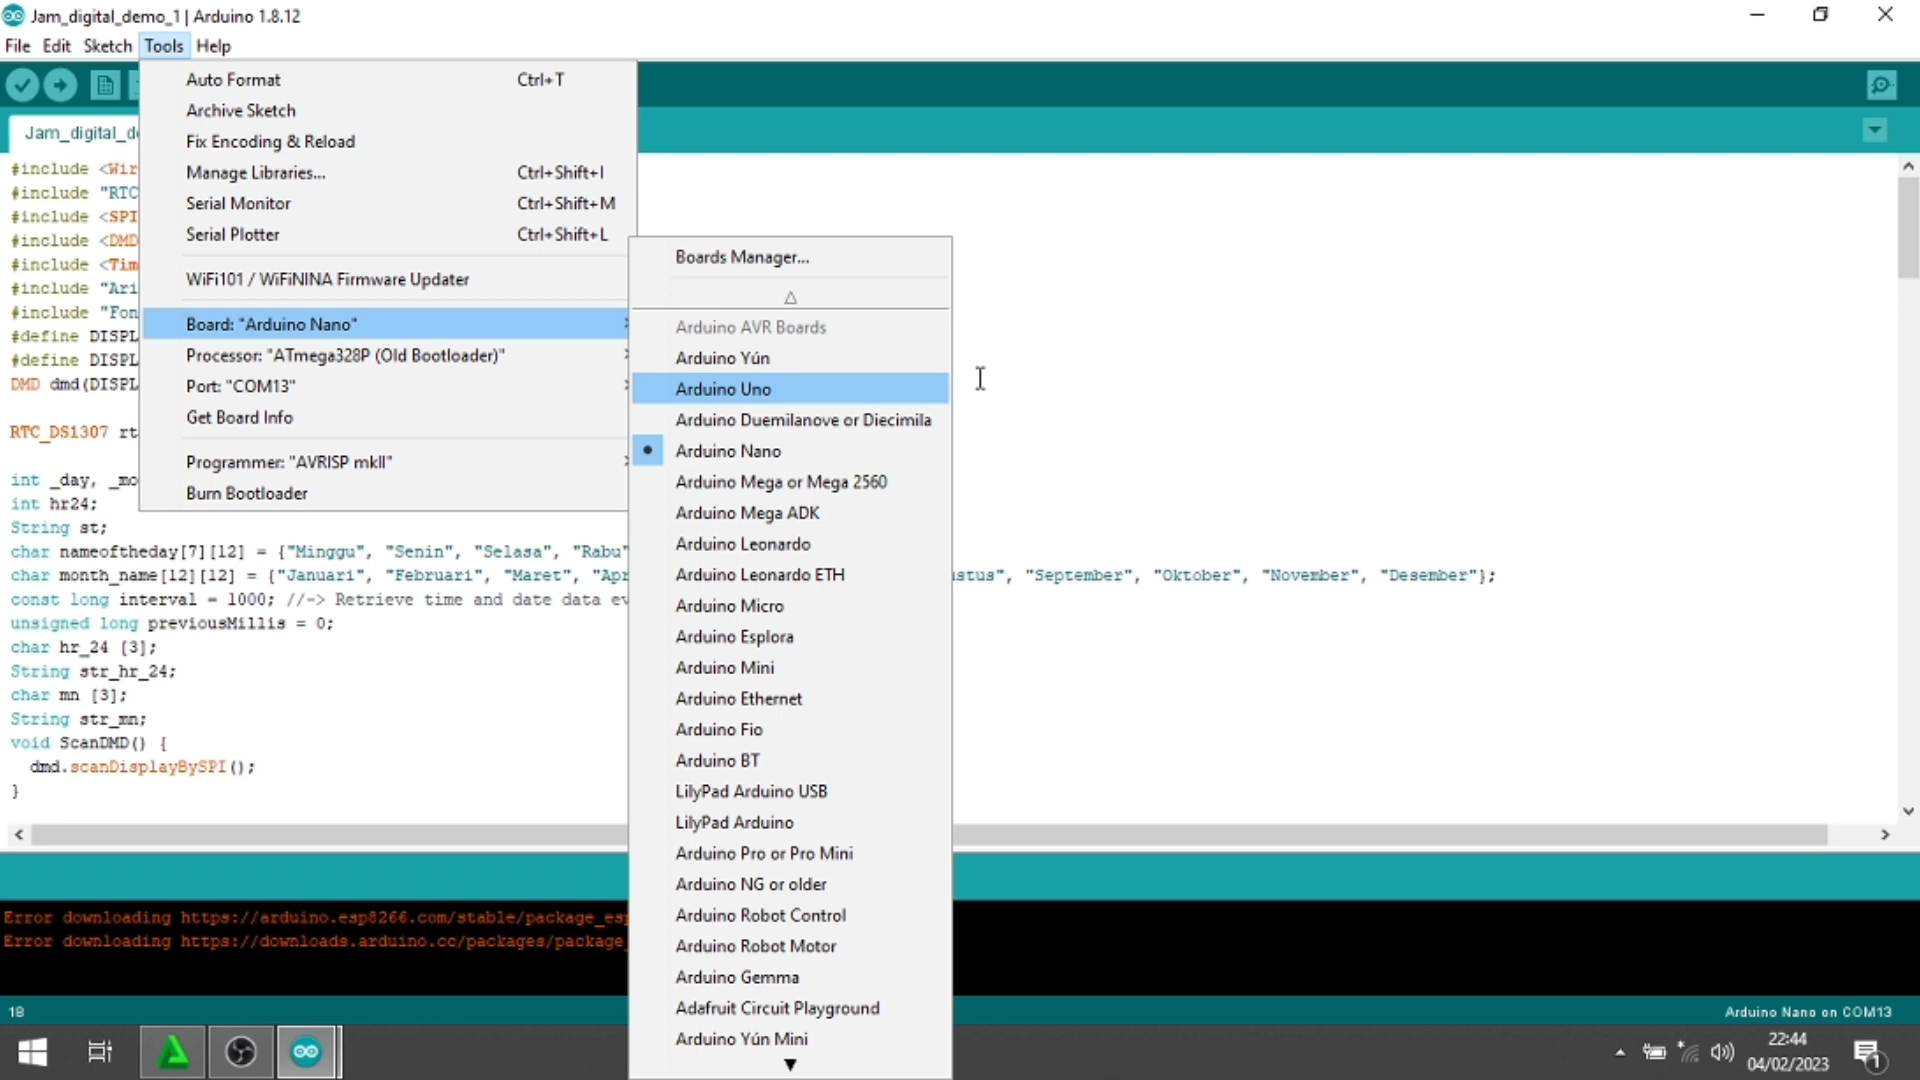 Jam_digital_demo_1 | Arduino 1.8.12
File Edit Sketch Tools Help
Auto Format Ctrl+T
Archive Sketch
Fix Encoding & Reload
Manage Libraries... Ctrl+Shift+I
Serial Monitor Ctrl+Shift+M
Serial Plotter Ctrl+Shift+L
WiFi101 / WiFiNINA Firmware Updater
Board: "Arduino Nano"
Processor: "ATmega328P (Old Bootloader)"
Port: "COM13"
Get Board Info
Programmer: "AVRISP mkII"
Burn Bootloader
Boards Manager...
Arduino AVR Boards
Arduino Yún
Arduino Uno
Arduino Duemilanove or Diecimila
Arduino Nano
Arduino Mega or Mega 2560
Arduino Mega ADK
Arduino Leonardo
Arduino Leonardo ETH
Arduino Micro
Arduino Esplora
Arduino Mini
Arduino Ethernet
Arduino Fio
Arduino BT
LilyPad Arduino USB
LilyPad Arduino
Arduino Pro or Pro Mini
Arduino NG or older
Arduino Robot Control
Arduino Robot Motor
Arduino Gemma
Adafruit Circuit Playground
Arduino Yún Mini
Jam_digital_d
#include <Wir
#include "RTC
#include <SPI
#include <DMD
#include <Tim
#include "Ari
#include "Fon
#define DISPL
#define DISPL
DMD dmd(DISPL
RTC_DS1307 rt
int _day, _mo
int hr24;
String st;
char nameoftheday[7][12] = {"Minggu", "Senin", "Selasa", "Rabu"
char month_name[12][12] = {"Januari", "Februari", "Maret", "Apr stus", "September", "Oktober", "November", "Desember"};
const long interval = 1000; //-> Retrieve time and date data ev
unsigned long previousMillis = 0;
char hr_24 [3];
String str_hr_24;
char mn [3];
String str_mn;
void ScanDMD() {
dmd.scanDisplayBySPI();
}
Error downloading https://arduino.esp8266.com/stable/package_esp
Error downloading https://downloads.arduino.cc/packages/package_
18
Arduino Nano on COM13
22:44
04/02/2023
1